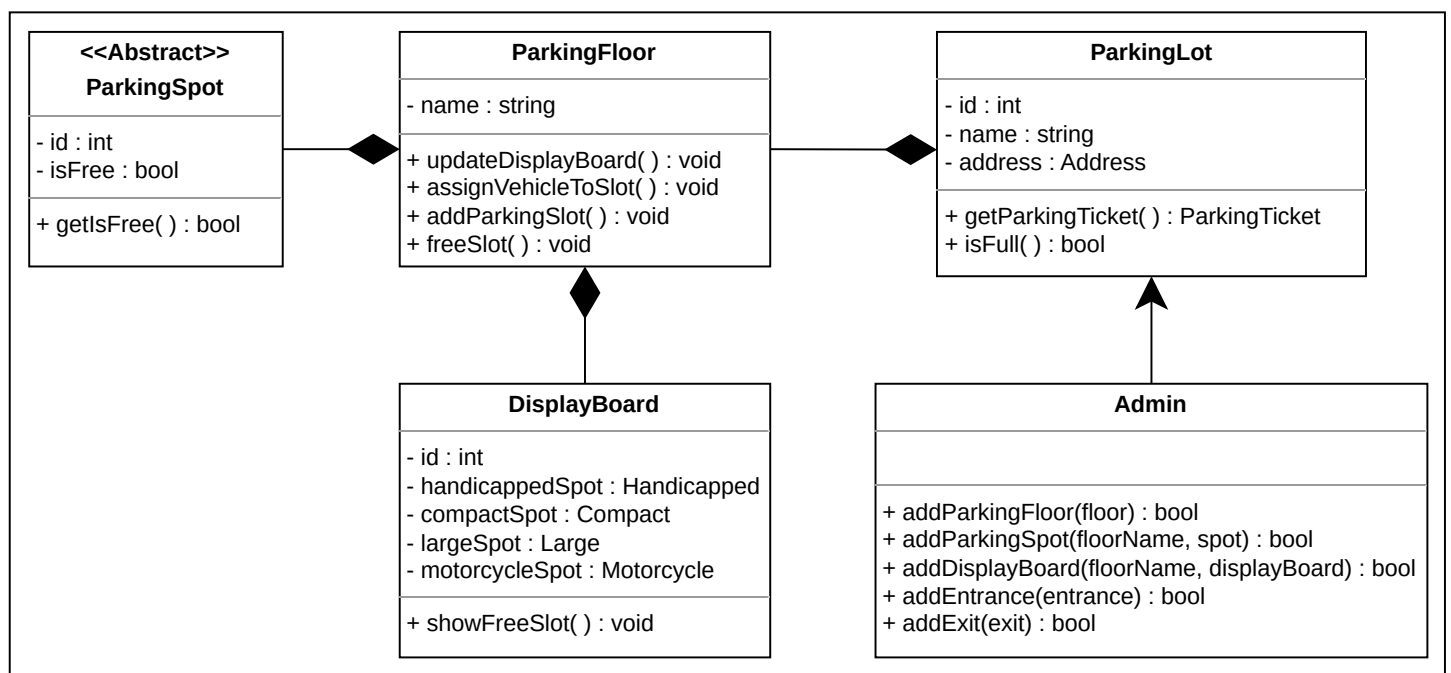 <<Abstract>>
ParkingSpot
- id : int
- isFree : bool
+ getIsFree( ) : bool
ParkingFloor
- name : string
+ updateDisplayBoard( ) : void
+ assignVehicleToSlot( ) : void
+ addParkingSlot( ) : void
+ freeSlot( ) : void
ParkingLot
- id : int
- name : string
- address : Address
+ getParkingTicket( ) : ParkingTicket
+ isFull( ) : bool
DisplayBoard
- id : int
- handicappedSpot : Handicapped
- compactSpot : Compact
- largeSpot : Large
- motorcycleSpot : Motorcycle
+ showFreeSlot( ) : void
Admin
+ addParkingFloor(floor) : bool
+ addParkingSpot(floorName, spot) : bool
+ addDisplayBoard(floorName, displayBoard) : bool
+ addEntrance(entrance) : bool
+ addExit(exit) : bool